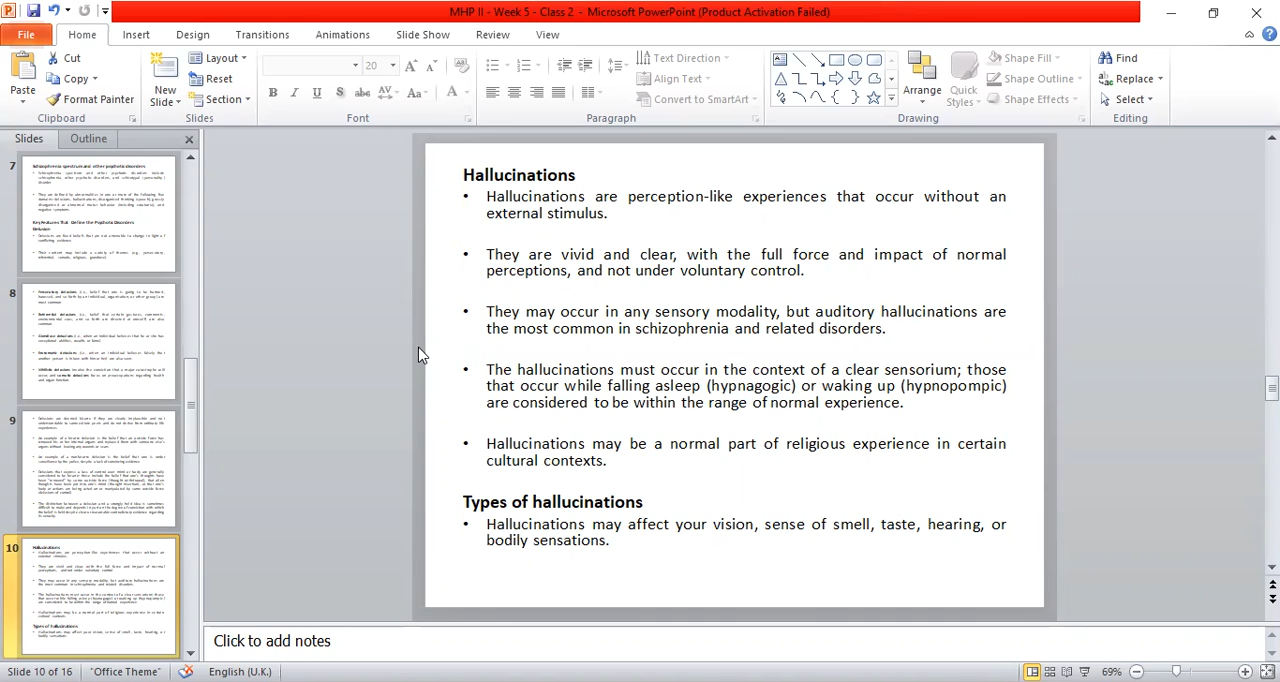 MHP II - Week 5 - Class 2 - Microsoft PowerPoint (Product Activation Failed)
File Home Insert Design Transitions Animations Slide Show Review View
Paste
Cut
Copy
Format Painter
Clipboard
New
Slide
Layout
Reset
Section
Slides
20
Font
Paragraph
Text Direction
Align Text
Convert to SmartArt
Arrange
Quick
Styles
Shape Fill
Shape Outline
Shape Effects
Drawing
Find
Replace
Select
Editing
Slides Outline
7
8
9
10
Hallucinations
• Hallucinations are perception-like experiences that occur without an
external stimulus.
• They are vivid and clear, with the full force and impact of normal
perceptions, and not under voluntary control.
• They may occur in any sensory modality, but auditory hallucinations are
the most common in schizophrenia and related disorders.
• The hallucinations must occur in the context of a clear sensorium; those
that occur while falling asleep (hypnagogic) or waking up (hypnopompic)
are considered to be within the range of normal experience.
• Hallucinations may be a normal part of religious experience in certain
cultural contexts.
Types of hallucinations
• Hallucinations may affect your vision, sense of smell, taste, hearing, or
bodily sensations.
Click to add notes
Slide 10 of 16 "Office Theme" English (U.K.) 69%